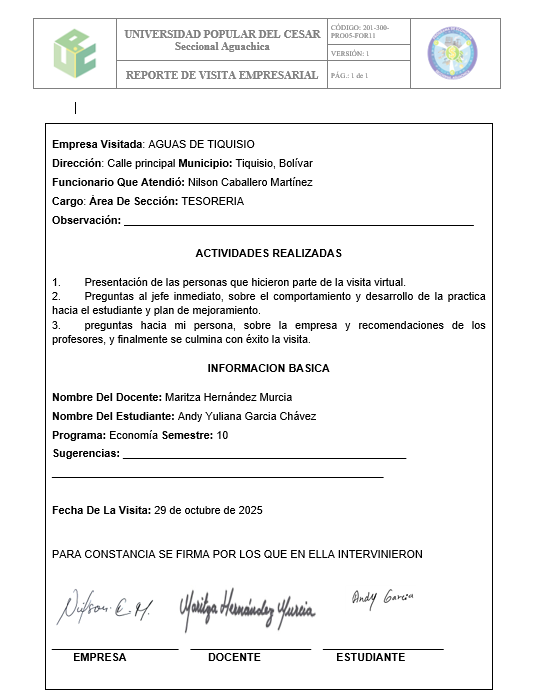 UNIVERSIDAD POPULAR DEL CESAR
Seccional Aguachica
REPORTE DE VISITA EMPRESARIAL
CÓDIGO: 201-300-
PRO05-FOR11
VERSIÓN: 1
PÁG.: 1 de 1
Empresa Visitada: AGUAS DE TIQUISIO
Dirección: Calle principal Municipio: Tiquisio, Bolívar
Funcionario Que Atendió: Nilson Caballero Martínez
Cargo: Área De Sección: TESORERIA
Observación:
ACTIVIDADES REALIZADAS
1. Presentación de las personas que hicieron parte de la visita virtual.
2. Preguntas al jefe inmediato, sobre el comportamiento y desarrollo de la practica
hacia el estudiante y plan de mejoramiento.
3. preguntas hacia mi persona, sobre la empresa y recomendaciones de los
profesores, y finalmente se culmina con éxito la visita.
INFORMACION BASICA
Nombre Del Docente: Maritza Hernández Murcia
Nombre Del Estudiante: Andy Yuliana Garcia Chávez
Programa: Economía Semestre: 10
Sugerencias:
Fecha De La Visita: 29 de octubre de 2025
PARA CONSTANCIA SE FIRMA POR LOS QUE EN ELLA INTERVINIERON
Nilson C. M. Maritza Hernández Murcia Andy Garcia
EMPRESA DOCENTE ESTUDIANTE